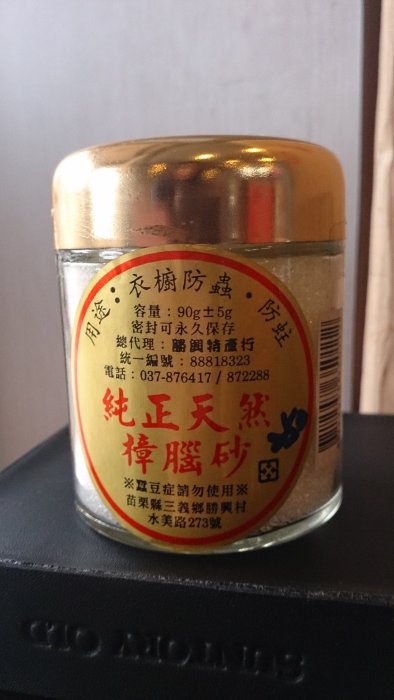 用途：衣櫥防蟲·防蛀
容量：90g±5g
密封可永久保存
總代理：勝興特產行
統一編號：88818323
電話：037-876417 / 872288
純正天然
樟腦砂
※蠶豆症請勿使用※
苗栗縣三義鄉勝興村
水美路273號
SUNTORY OLD